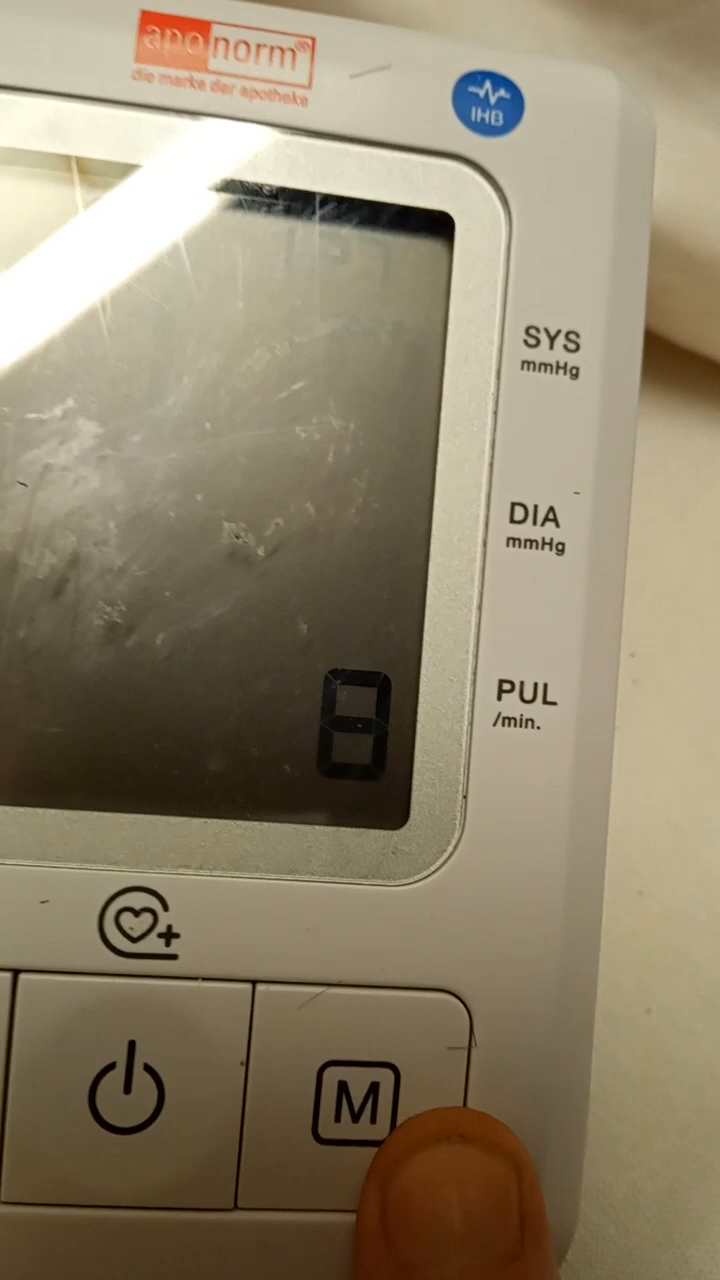 aponorm®
die marke der apotheke
IHB
SYS
mmHg
DIA
mmHg
PUL
/min.
8
M